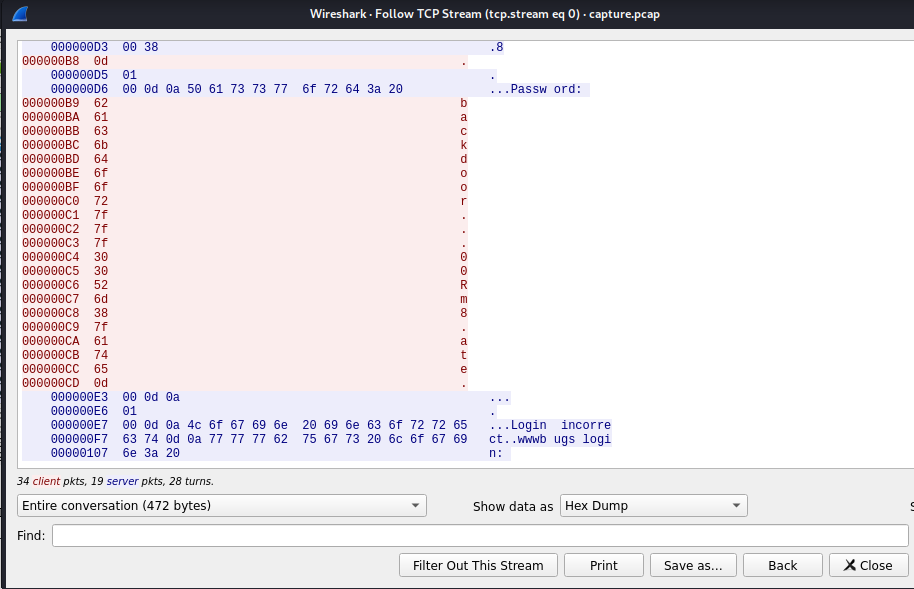 Wireshark · Follow TCP Stream (tcp.stream eq 0) · capture.pcap
000000D3 00 38 .8
000000B8 0d .
000000D5 01 .
000000D6 00 0d 0a 50 61 73 73 77 6f 72 64 3a 20 ...Passw ord:
000000B9 62 b
000000BA 61 a
000000BB 63 c
000000BC 6b k
000000BD 64 d
000000BE 6f o
000000BF 6f o
000000C0 72 r
000000C1 7f .
000000C2 7f .
000000C3 7f .
000000C4 30 0
000000C5 30 0
000000C6 52 R
000000C7 6d m
000000C8 38 8
000000C9 7f .
000000CA 61 a
000000CB 74 t
000000CC 65 e
000000CD 0d .
000000E3 00 0d 0a ...
000000E6 01 .
000000E7 00 0d 0a 4c 6f 67 69 6e 20 69 6e 63 6f 72 72 65 ...Login incorre
000000F7 63 74 0d 0a 77 77 77 62 75 67 73 20 6c 6f 67 69 ct..wwwb ugs logi
00000107 6e 3a 20 n:
34 client pkts, 19 server pkts, 28 turns.
Entire conversation (472 bytes) Show data as Hex Dump S
Find:
Filter Out This Stream Print Save as… Back Close